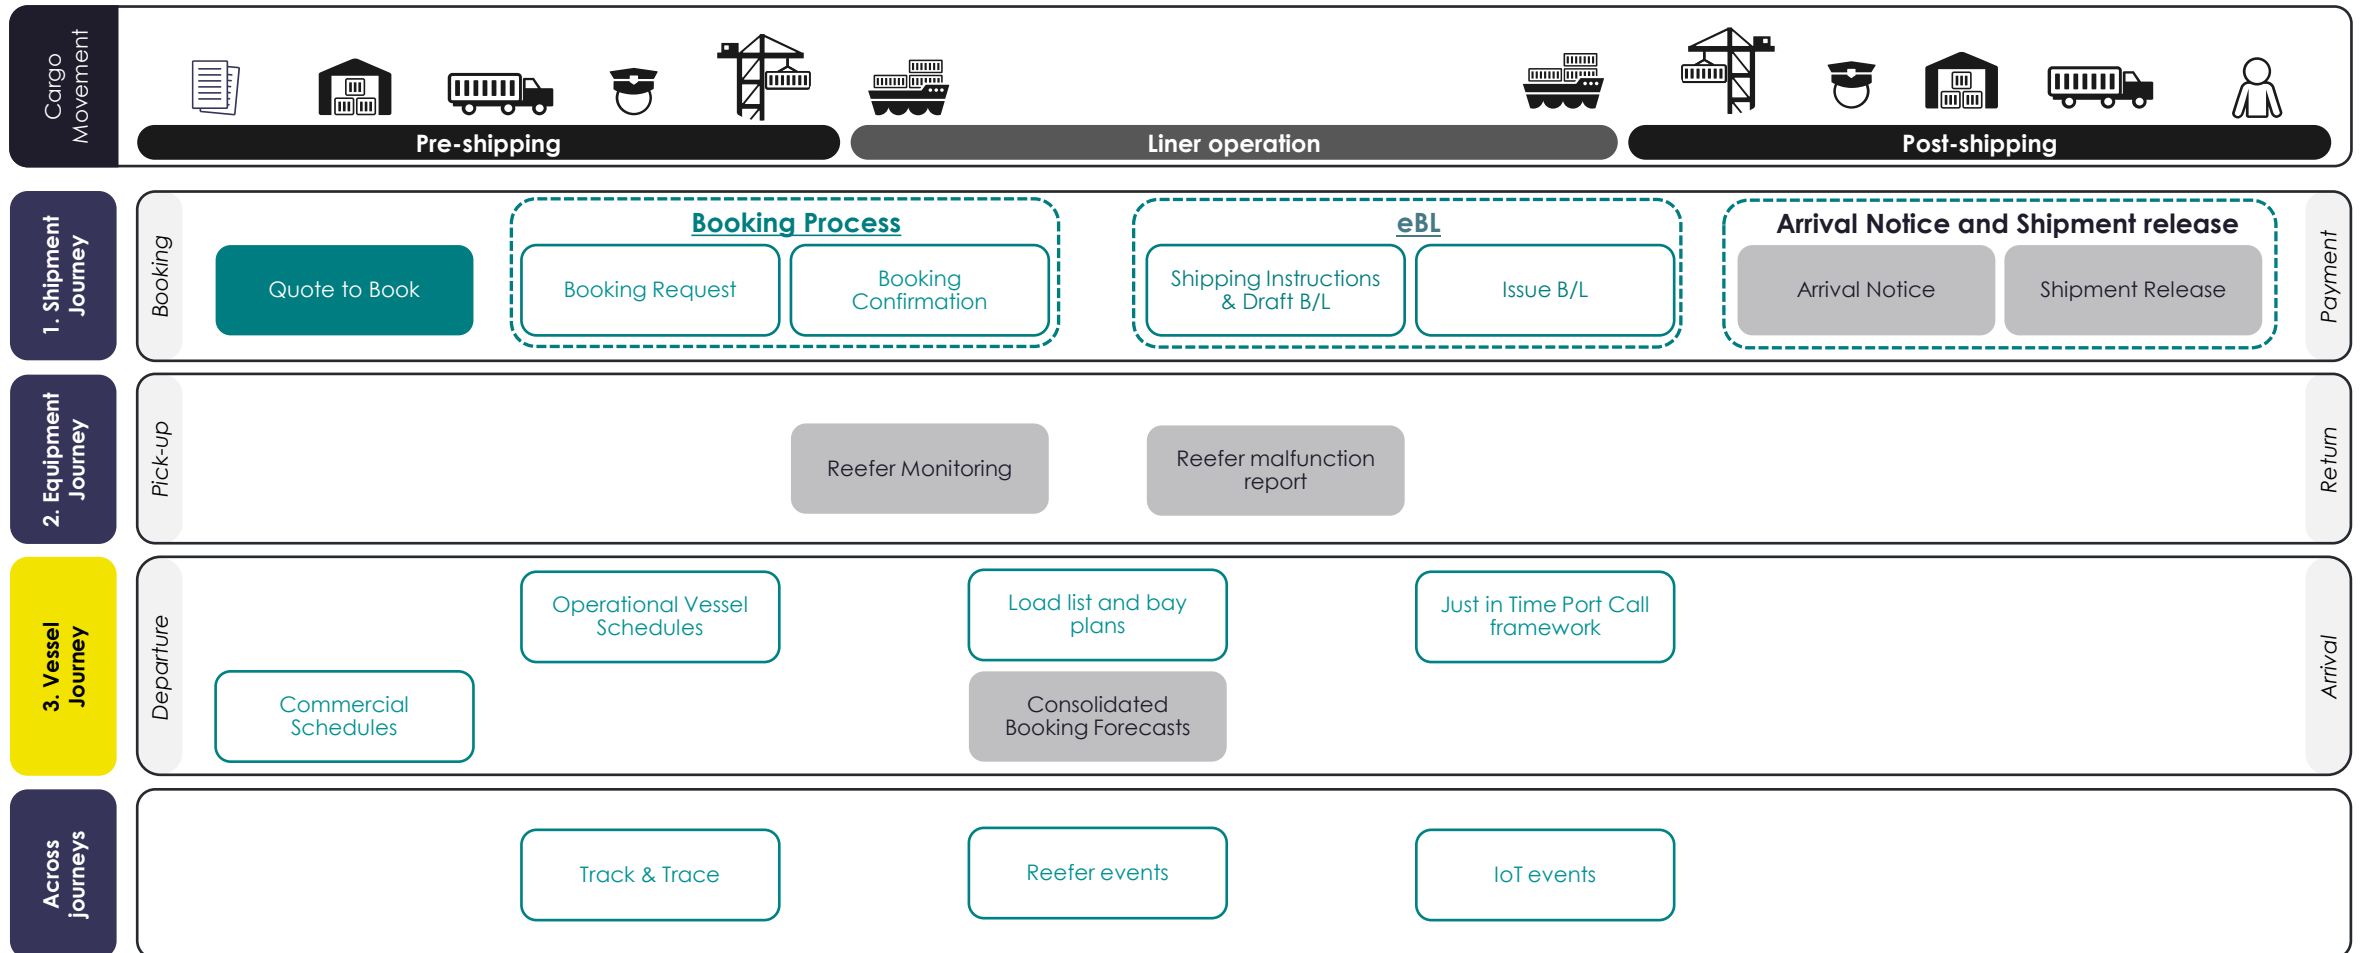 Cargo
Movement
Pre-shipping
Liner operation
Post-shipping
1. Shipment
Journey
Booking
Quote to Book
Booking Process
Booking Request
Booking
Confirmation
eBL
Shipping Instructions
& Draft B/L
Issue B/L
Arrival Notice and Shipment release
Arrival Notice
Shipment Release
Payment
2. Equipment
Journey
Pick-up
Reefer Monitoring
Reefer malfunction
report
Return
3. Vessel
Journey
Departure
Operational Vessel
Schedules
Load list and bay
plans
Just in Time Port Call
framework
Commercial
Schedules
Consolidated
Booking Forecasts
Arrival
Across
journeys
Track & Trace
Reefer events
IoT events